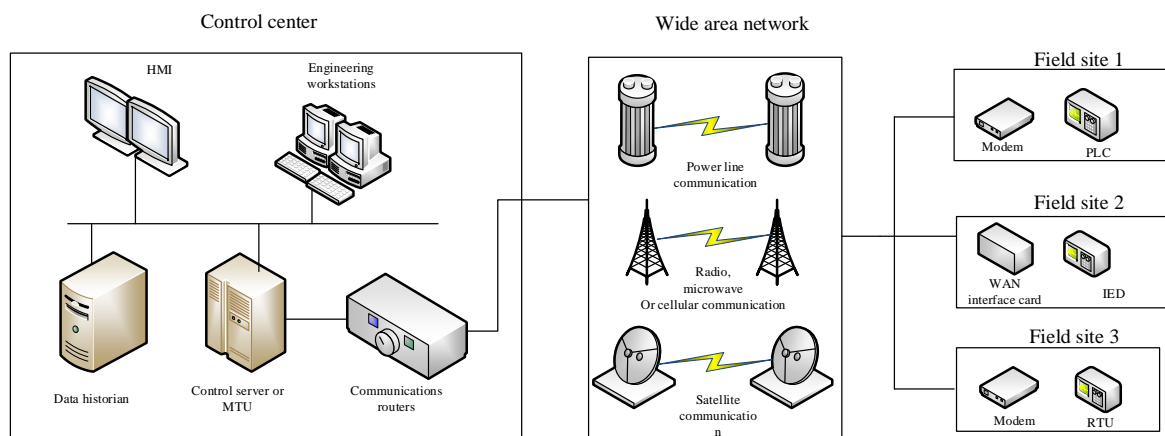 Control center
HMI
Engineering
workstations
Data historian
Control server or
MTU
Communications
routers
Wide area network
Power line
communication
Radio,
microwave
Or cellular communication
Satellite
communicatio
n
Field site 1
Modem
PLC
Field site 2
WAN
interface card
IED
Field site 3
Modem
RTU